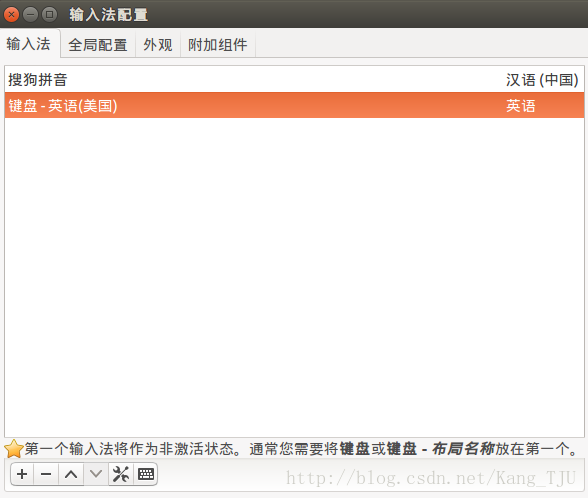 输入法配置
输入法 全局配置 外观 附加组件
搜狗拼音 汉语 (中国)
键盘 - 英语(美国) 英语
第一个输入法将作为非激活状态。通常您需要将键盘或键盘 - 布局名称放在第一个。
http://blog.csdn.net/Kang_TJU